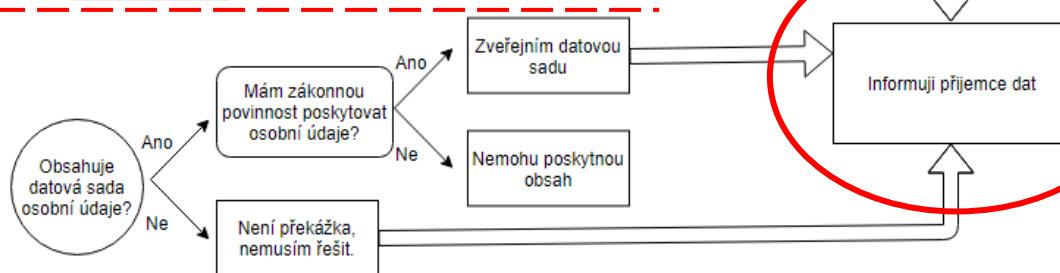 Obsahuje
datová sada
osobní údaje?
Ano
Ne
Mám zákonnou
povinnost poskytovat
osobní údaje?
Ano
Ne
Zveřejním datovou
sadu
Nemohu poskytnou
obsah
Není překážka,
nemusím řešit.
Informuji přijemce dat